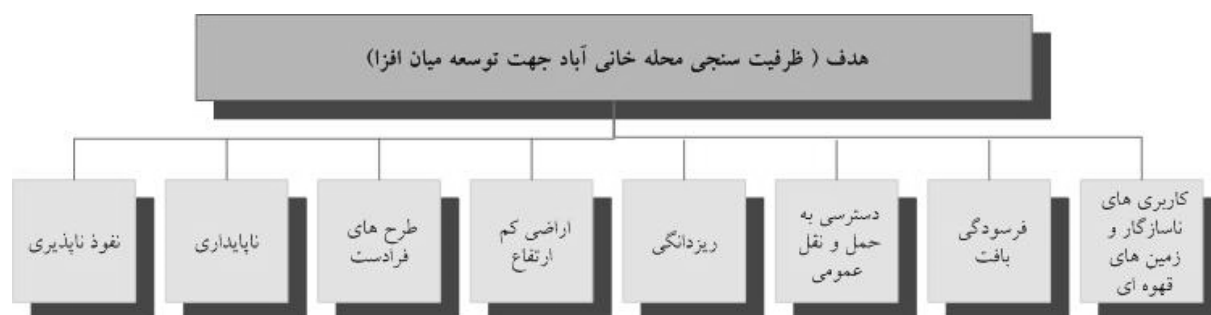 هدف ( ظرفیت سنجی محله خانی آباد جهت توسعه میان افزا)
کاربری های
ناسازگار و
زمین های
قهوه ای
فرسودگی
بافت
دسترسی به
حمل و نقل
عمومی
ریزدانگی
اراضی کم
ارتفاع
طرح های
فرادست
ناپایداری
نفوذ ناپذیری